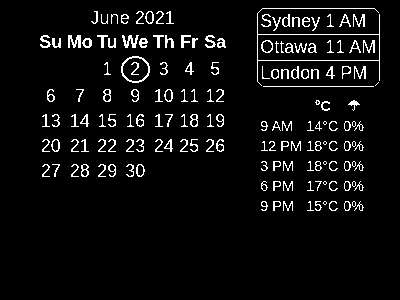 June 2021
Su Mo Tu We Th Fr Sa
1 2 3 4 5
6 7 8 9 10 11 12
13 14 15 16 17 18 19
20 21 22 23 24 25 26
27 28 29 30
Sydney 1 AM
Ottawa 11 AM
London 4 PM
°C ☂
9 AM 14°C 0%
12 PM 18°C 0%
3 PM 18°C 0%
6 PM 17°C 0%
9 PM 15°C 0%